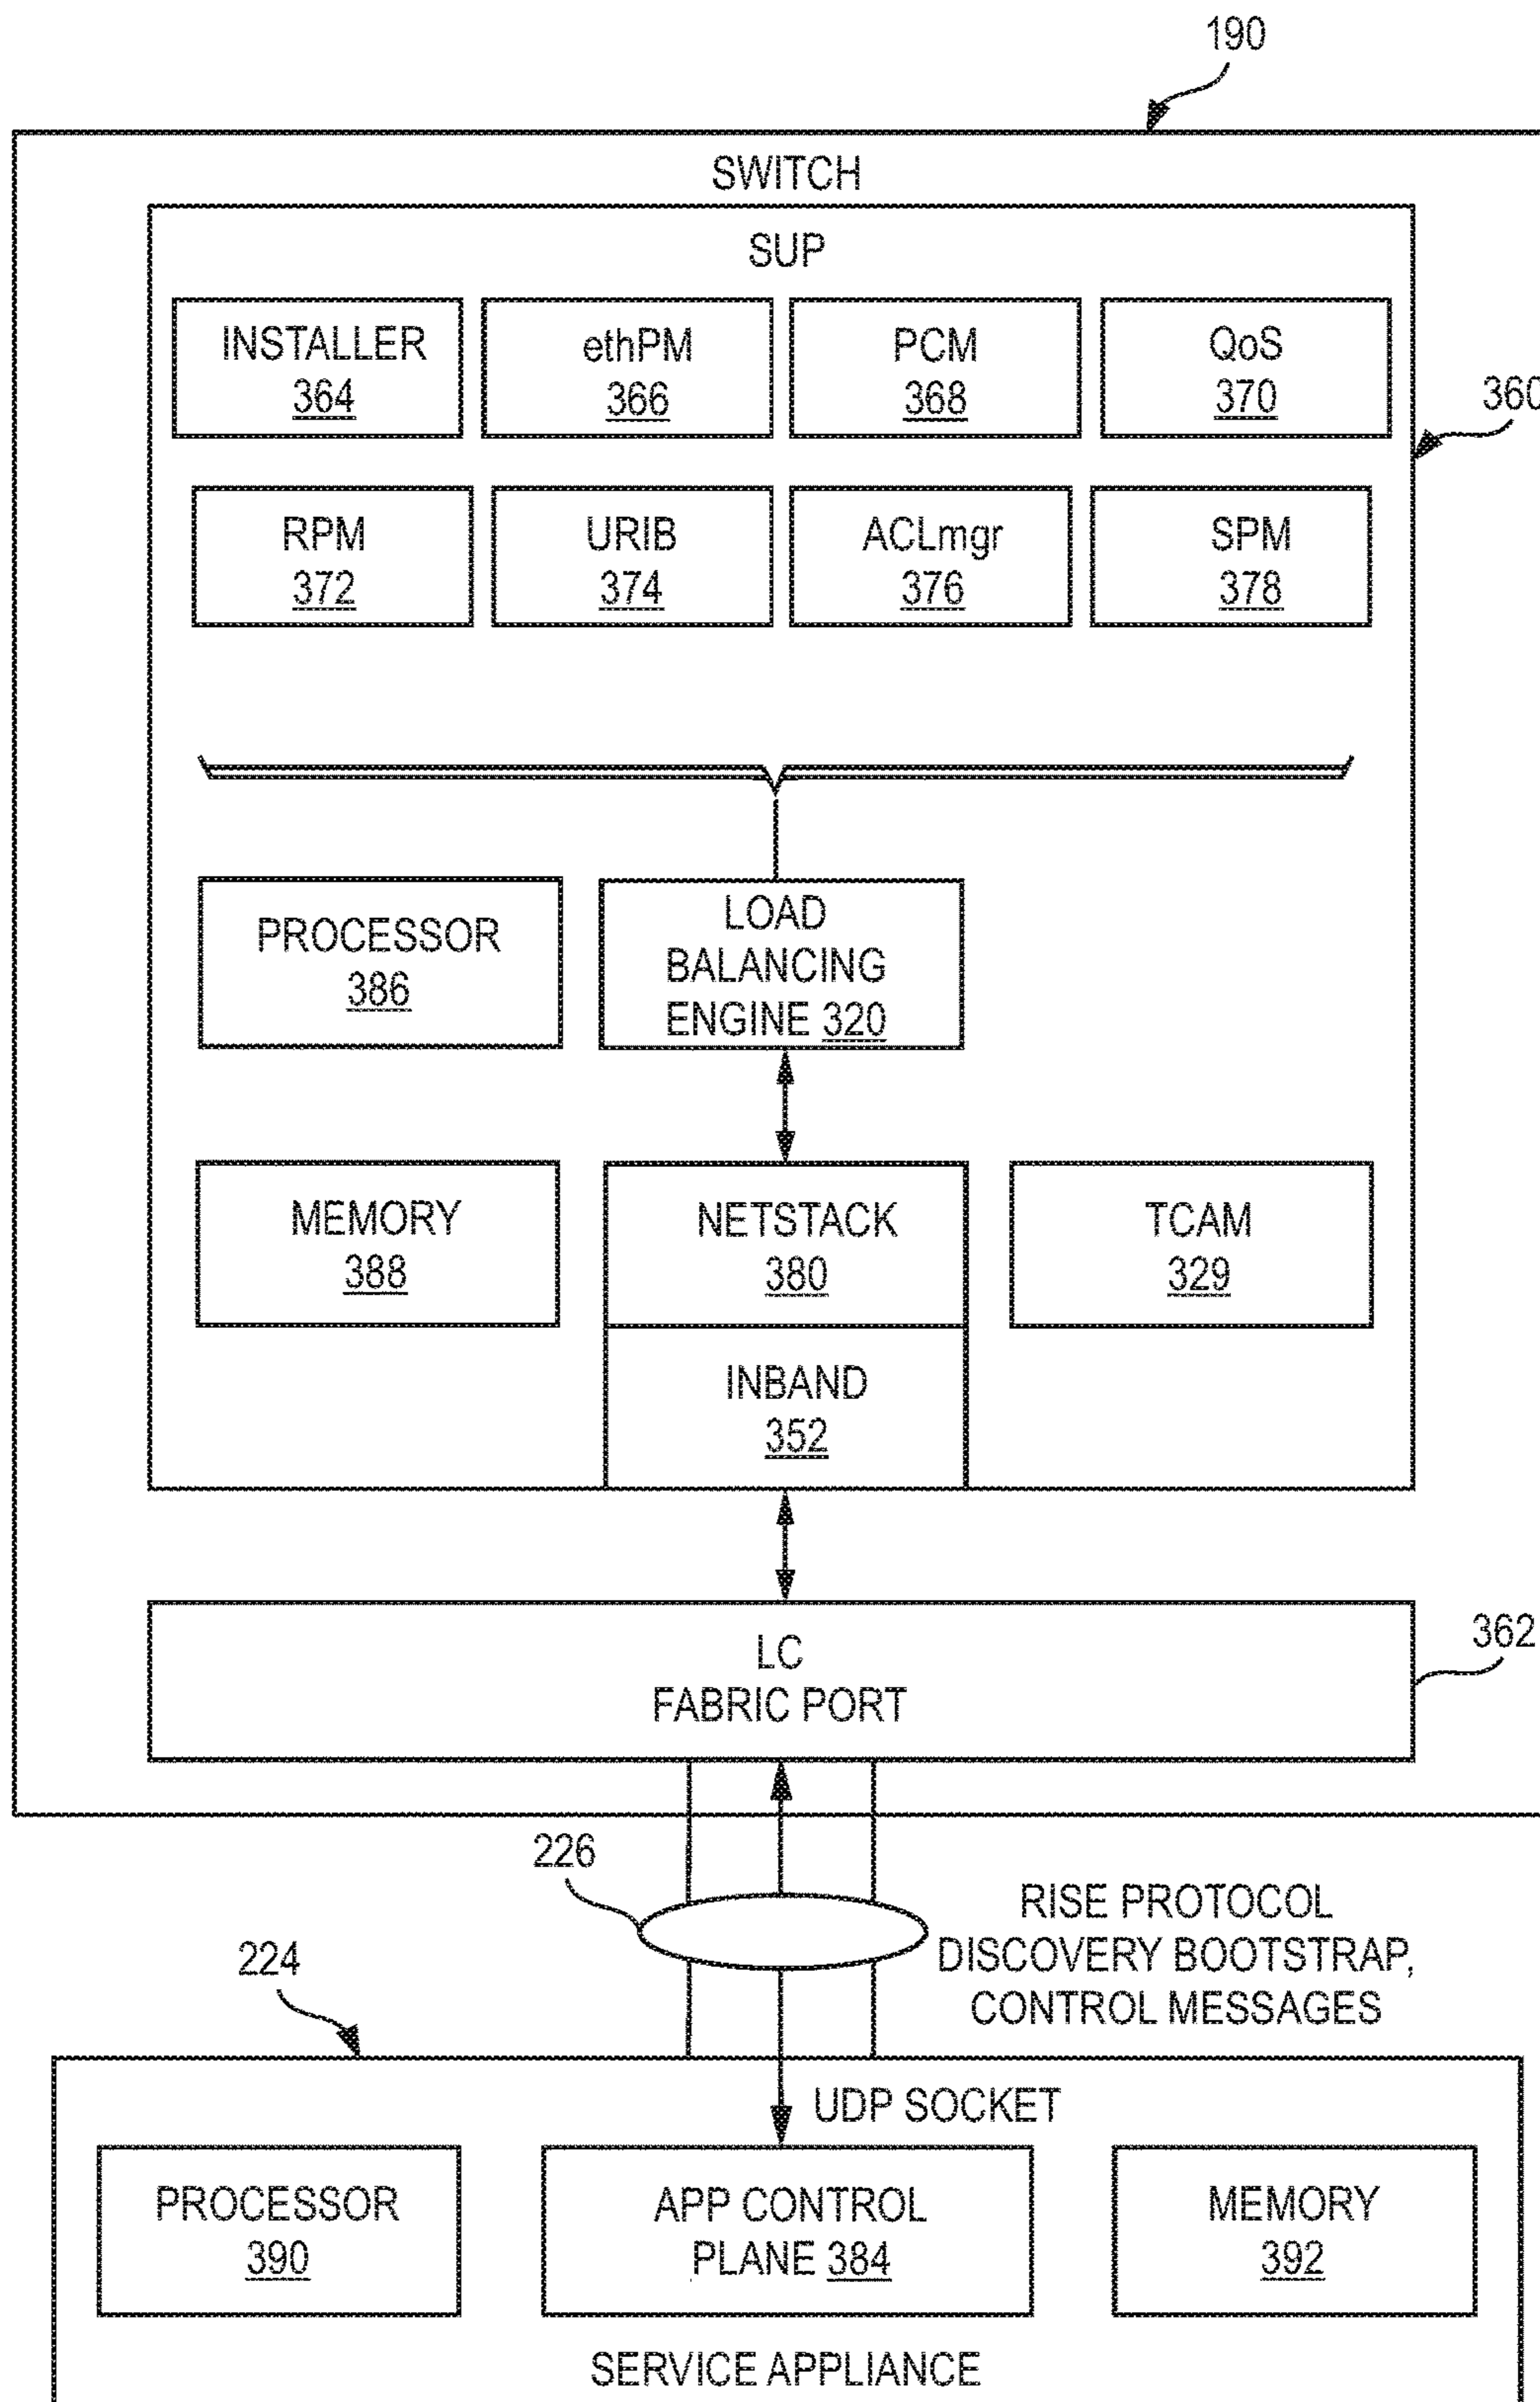 190
SWITCH
SUP
INSTALLER
364
ethPM
366
PCM
368
QoS
370
360
RPM
372
URIB
374
ACLmgr
376
SPM
378
PROCESSOR
386
LOAD
BALANCING
ENGINE 320
MEMORY
388
NETSTACK
380
TCAM
329
INBAND
352
LC
FABRIC PORT
362
226
RISE PROTOCOL
DISCOVERY BOOTSTRAP,
CONTROL MESSAGES
224
UDP SOCKET
PROCESSOR
390
APP CONTROL
PLANE 384
MEMORY
392
SERVICE APPLIANCE